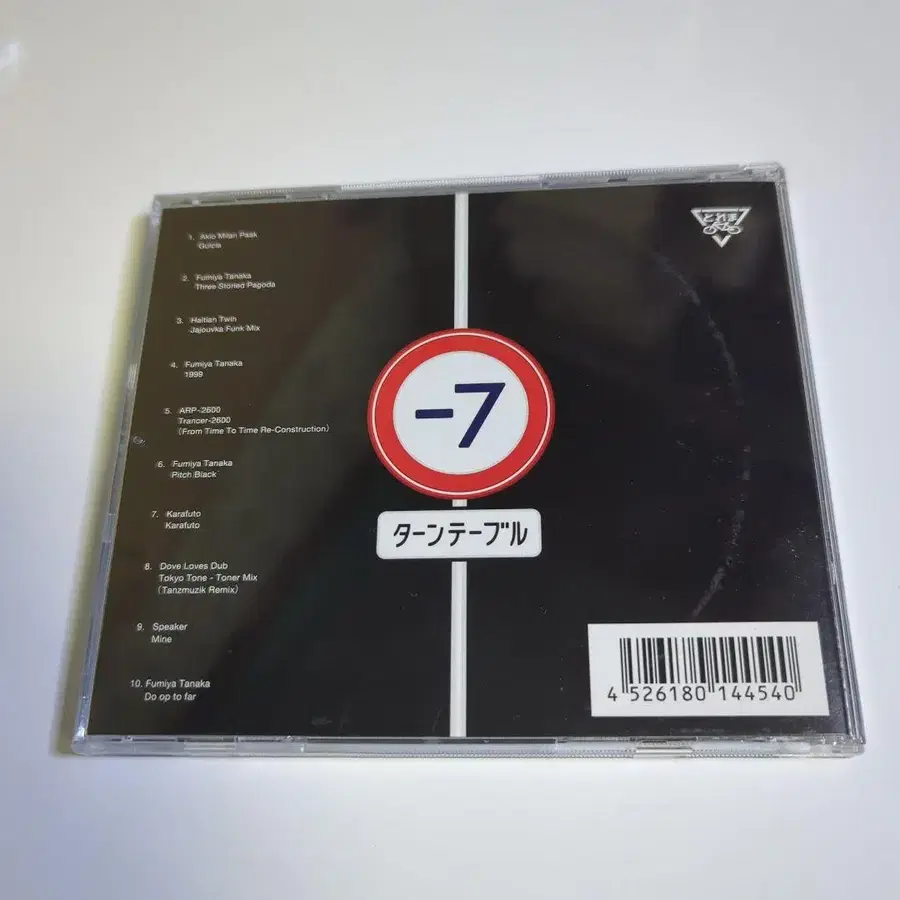 1. Akio Milan Paak
Gulcia
2. Fumiya Tanaka
Three Storied Pagoda
3. Haitian Twin
Jajouvka Funk Mix
4. Fumiya Tanaka
1999
5. ARP-2600
Trancer-2600
(From Time To Time Re-Construction)
6. Fumiya Tanaka
Pitch Black
7. Karafuto
Karafuto
8. Dove Loves Dub
Tokyo Tone - Toner Mix
(Tanzmuzik Remix)
9. Speaker
Mine
10. Fumiya Tanaka
Do op to far
とれま
-7
ターンテーブル
4 526180 144540